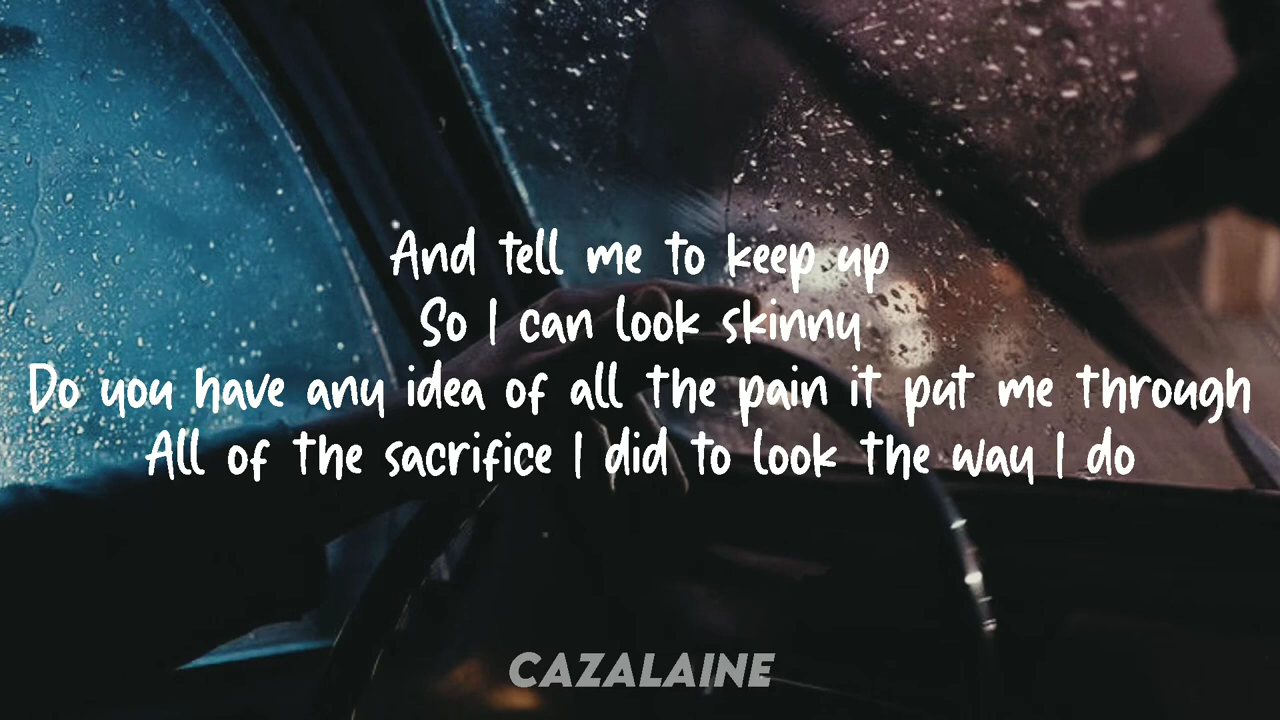 And tell me to keep up
So I can look skinny
Do you have any idea of all the pain it put me through
All of the sacrifice I did to look the way I do
CAZALAINE